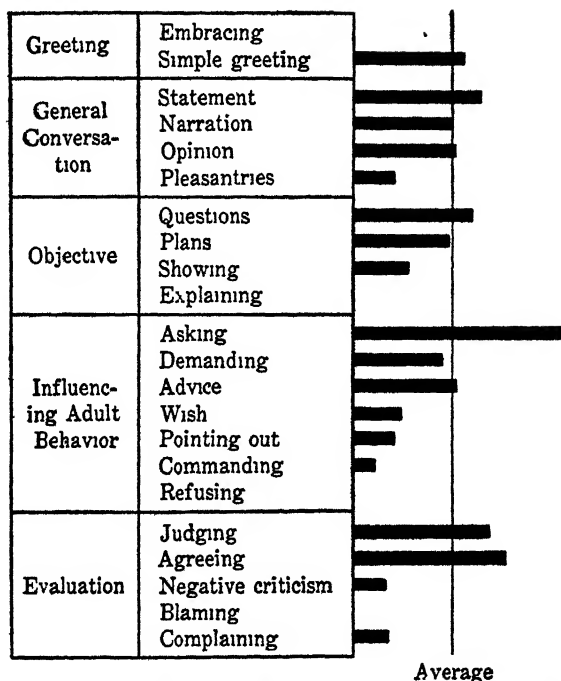 Greeting
Embracing
Simple greeting
General
Conversa-
tion
Statement
Narration
Opinion
Pleasantries
Objective
Questions
Plans
Showing
Explaining
Influenc-
ing Adult
Behavior
Asking
Demanding
Advice
Wish
Pointing out
Commanding
Refusing
Evaluation
Judging
Agreeing
Negative criticism
Blaming
Complaining
Average